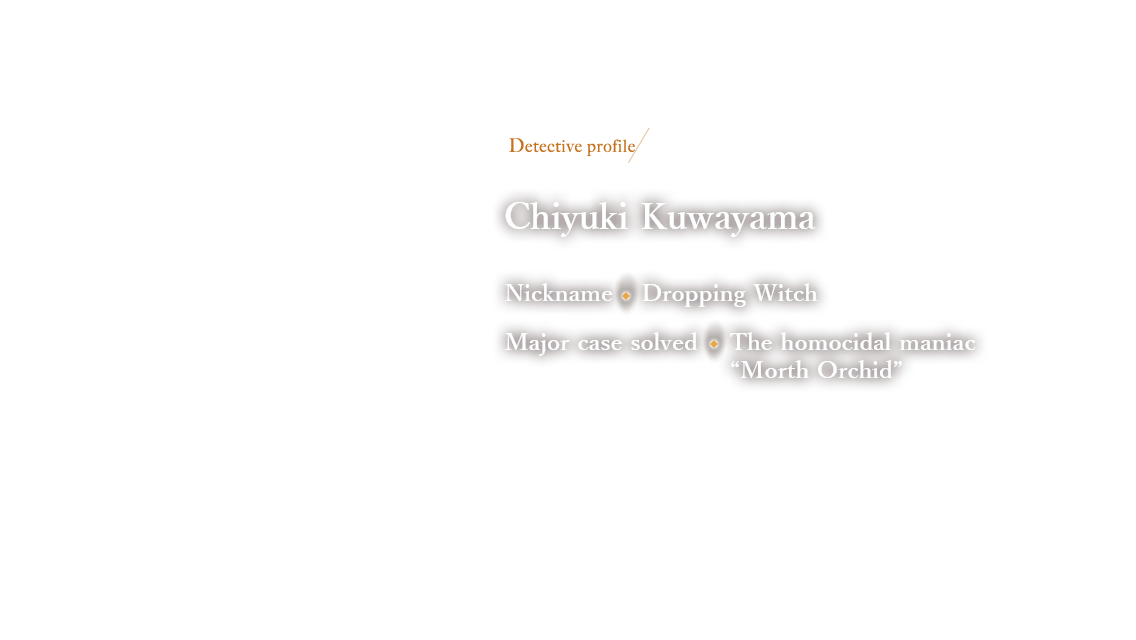 Detective profile
Chiyuki Kuwayama
Nickname Dropping Witch
Major case solved The homocidal maniac
“Morth Orchid”